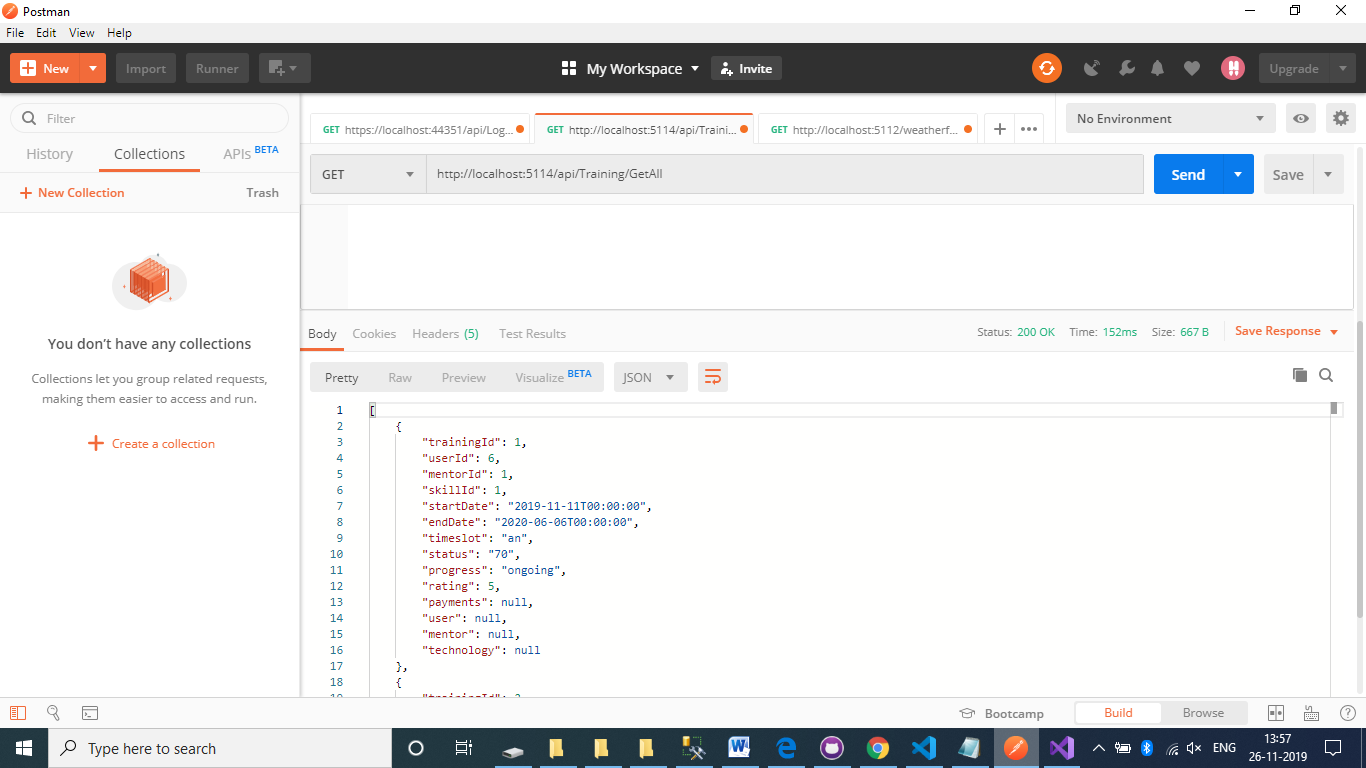 Postman
File Edit View Help
New Import Runner My Workspace Invite Upgrade
Filter
History Collections APIs BETA
New Collection Trash
You don't have any collections
Collections let you group related requests,
making them easier to access and run.
Create a collection
GET https://localhost:44351/api/Log... GET http://localhost:5114/api/Traini... GET http://localhost:5112/weatherf...
No Environment
GET http://localhost:5114/api/Training/GetAll Send Save
Body Cookies Headers (5) Test Results Status: 200 OK Time: 152ms Size: 667 B Save Response
Pretty Raw Preview Visualize BETA JSON
1 [
2 {
3 "trainingId": 1,
4 "userId": 6,
5 "mentorId": 1,
6 "skillId": 1,
7 "startDate": "2019-11-11T00:00:00",
8 "endDate": "2020-06-06T00:00:00",
9 "timeslot": "an",
10 "status": "70",
11 "progress": "ongoing",
12 "rating": 5,
13 "payments": null,
14 "user": null,
15 "mentor": null,
16 "technology": null
17 },
18 {
Bootcamp Build Browse
Type here to search
ENG 13:57
26-11-2019